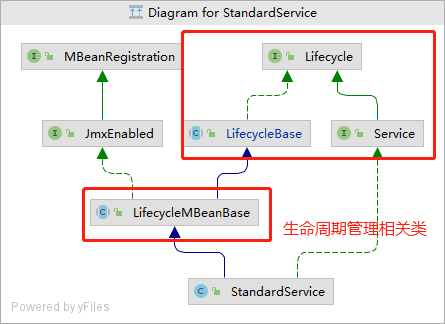 Diagram for StandardService
I MBeanRegistration
I Lifecycle
I JmxEnabled
C LifecycleBase
I Service
C LifecycleMBeanBase
生命周期管理相关类
C StandardService
Powered by yFiles